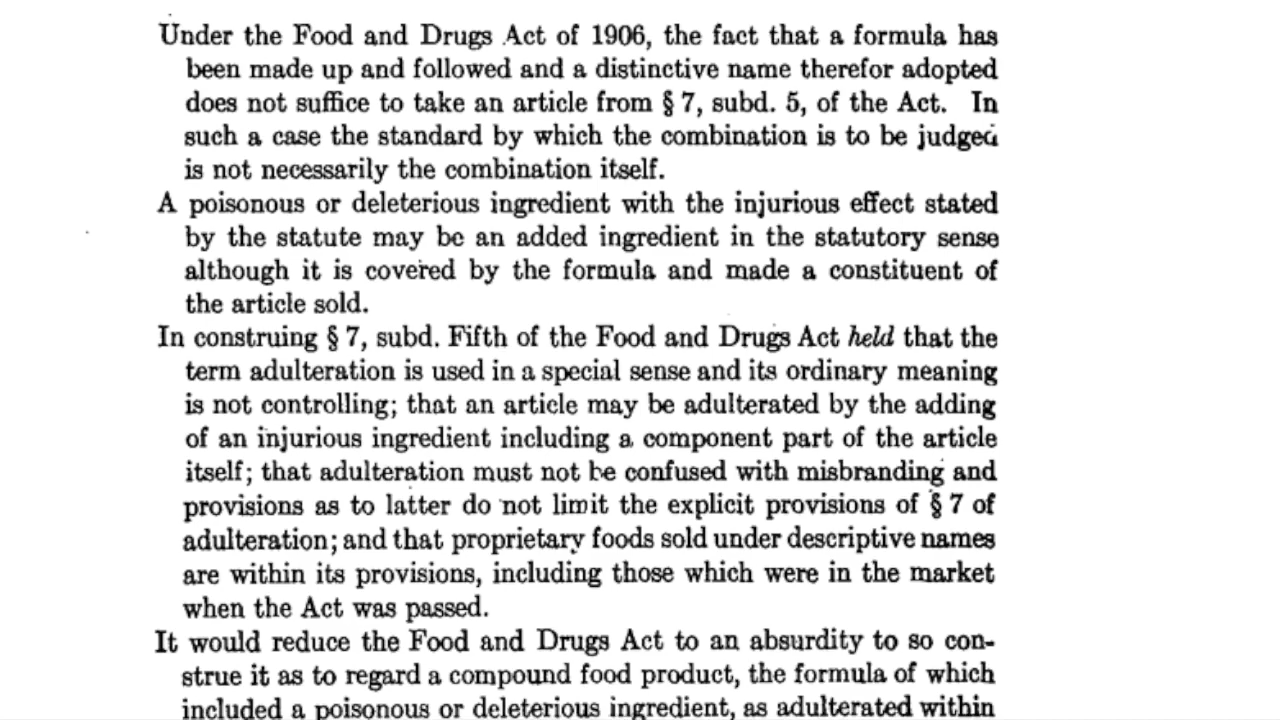 Under the Food and Drugs Act of 1906, the fact that a formula has
been made up and followed and a distinctive name therefor adopted
does not suffice to take an article from § 7, subd. 5, of the Act. In
such a case the standard by which the combination is to be judged
is not necessarily the combination itself.
A poisonous or deleterious ingredient with the injurious effect stated
by the statute may be an added ingredient in the statutory sense
although it is covered by the formula and made a constituent of
the article sold.
In construing § 7, subd. Fifth of the Food and Drugs Act held that the
term adulteration is used in a special sense and its ordinary meaning
is not controlling; that an article may be adulterated by the adding
of an injurious ingredient including a component part of the article
itself; that adulteration must not be confused with misbranding and
provisions as to latter do not limit the explicit provisions of § 7 of
adulteration; and that proprietary foods sold under descriptive names
are within its provisions, including those which were in the market
when the Act was passed.
It would reduce the Food and Drugs Act to an absurdity to so con-
strue it as to regard a compound food product, the formula of which
included a poisonous or deleterious ingredient, as adulterated within